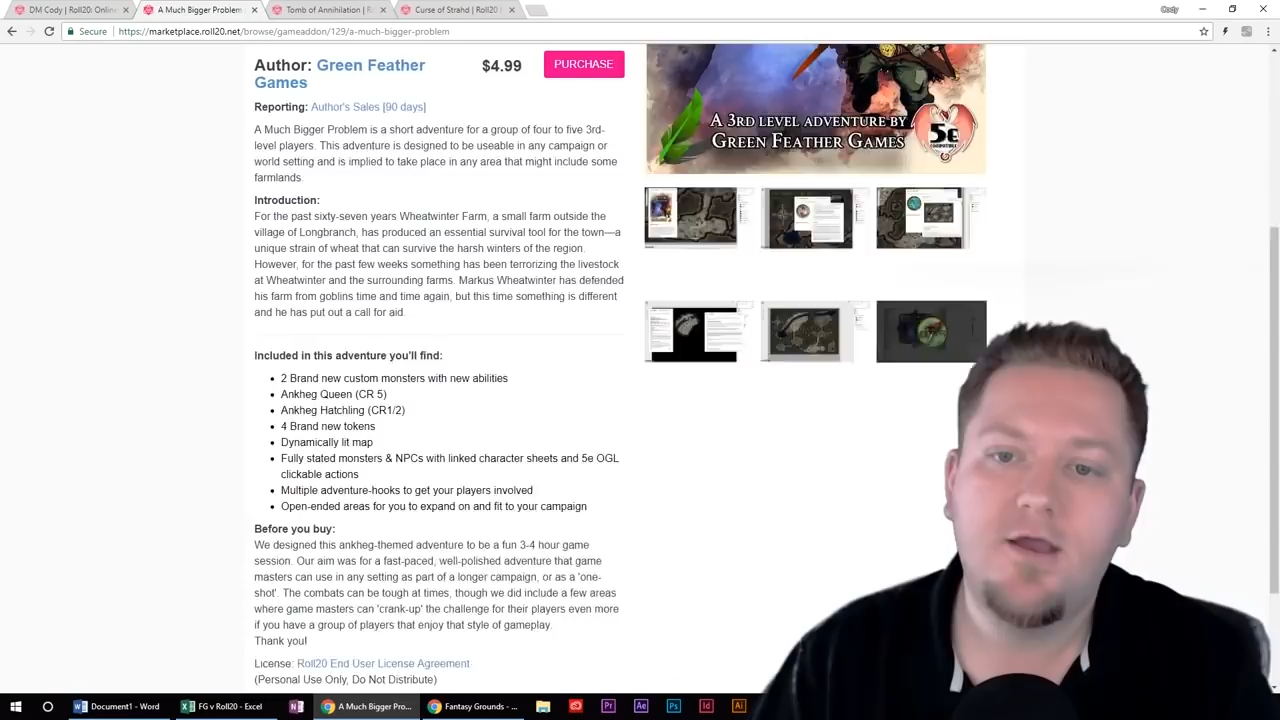 DM Cody | Roll20: Online
A Much Bigger Problem
Tomb of Annihilation | Ro
Curse of Strahd | Roll20 M
Cody
Secure
https://marketplace.roll20.net/browse/gameaddon/129/a-much-bigger-problem
Author: Green Feather
Games
$4.99
PURCHASE
Reporting: Author's Sales [90 days]
A Much Bigger Problem is a short adventure for a group of four to five 3rd-
level players. This adventure is designed to be useable in any campaign or
world setting and is implied to take place in any area that might include some
farmlands.
Introduction:
For the past sixty-seven years Wheatwinter Farm, a small farm outside the
village of Longbranch, has produced an essential survival tool for the town—a
unique strain of wheat that can survive the harsh winters of the region.
However, for the past few weeks something has been terrorizing the livestock
at Wheatwinter and the surrounding farms. Markus Wheatwinter has defended
his farm from goblins time and time again, but this time something is different
and he has put out a call for aid.
Included in this adventure you'll find:
2 Brand new custom monsters with new abilities
Ankheg Queen (CR 5)
Ankheg Hatchling (CR1/2)
4 Brand new tokens
Dynamically lit map
Fully stated monsters & NPCs with linked character sheets and 5e OGL
clickable actions
Multiple adventure-hooks to get your players involved
Open-ended areas for you to expand on and fit to your campaign
Before you buy:
We designed this ankheg-themed adventure to be a fun 3-4 hour game
session. Our aim was for a fast-paced, well-polished adventure that game
masters can use in any setting as part of a longer campaign, or as a 'one-
shot'. The combats can be tough at times, though we did include a few areas
where game masters can 'crank-up' the challenge for their players even more
if you have a group of players that enjoy that style of gameplay.
Thank you!
License: Roll20 End User License Agreement
(Personal Use Only, Do Not Distribute)
A 3RD LEVEL ADVENTURE BY
GREEN FEATHER GAMES
5e
COMPATIBLE
Document1 - Word
FG v Roll20 - Excel
A Much Bigger Pro...
Fantasy Grounds - ...
Pr
Ae
Ps
Id
Ai